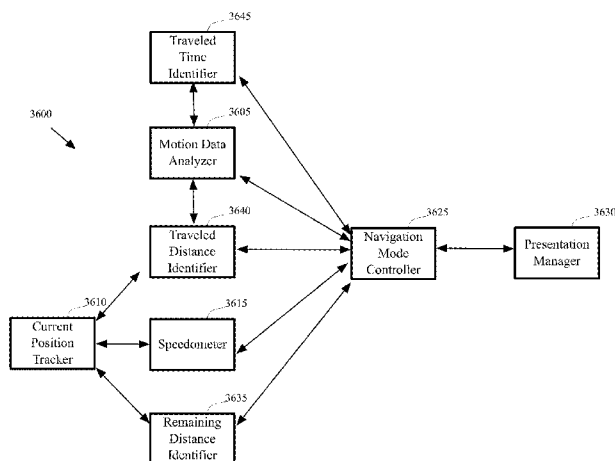 3645
Traveled
Time
Identifier
3600
3605
Motion Data
Analyzer
3640
Traveled
Distance
Identifier
3625
Navigation
Mode
Controller
3630
Presentation
Manager
3610
Current
Position
Tracker
3615
Speedometer
3635
Remaining
Distance
Identifier